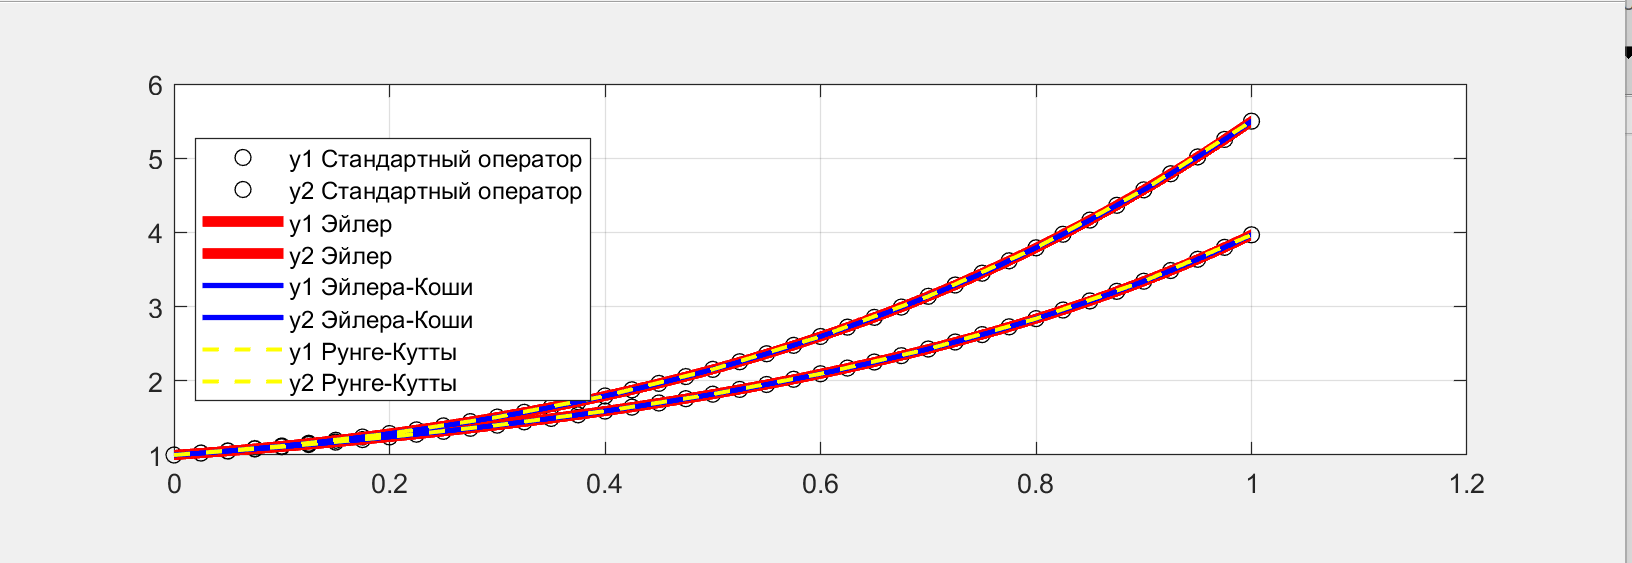 6
5
4
3
2
1
y1 Стандартный оператор
y2 Стандартный оператор
y1 Эйлер
y2 Эйлер
y1 Эйлера-Коши
y2 Эйлера-Коши
y1 Рунге-Кутты
y2 Рунге-Кутты
0 0.2 0.4 0.6 0.8 1 1.2